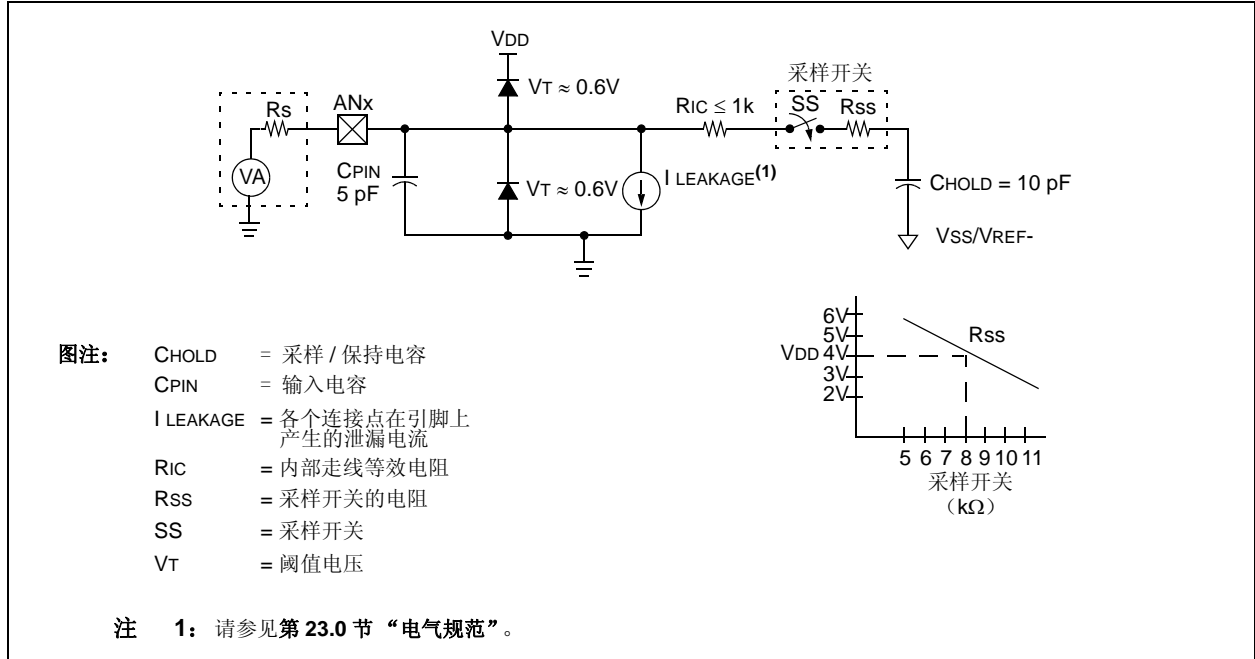 VDD
采样开关
VT ≈ 0.6V
Rs
ANx
RIC ≤ 1k
SS
Rss
VA
CPIN
5 pF
VT ≈ 0.6V
I LEAKAGE(1)
CHOLD = 10 pF
VSS/VREF-
6V
5V
VDD 4V
3V
2V
Rss
5 6 7 8 9 10 11
采样开关
（kΩ）
图注：
CHOLD = 采样 / 保持电容
CPIN = 输入电容
I LEAKAGE = 各个连接点在引脚上
产生的泄漏电流
RIC = 内部走线等效电阻
RSS = 采样开关的电阻
SS = 采样开关
VT = 阈值电压
注 1： 请参见第 23.0 节 “电气规范”。